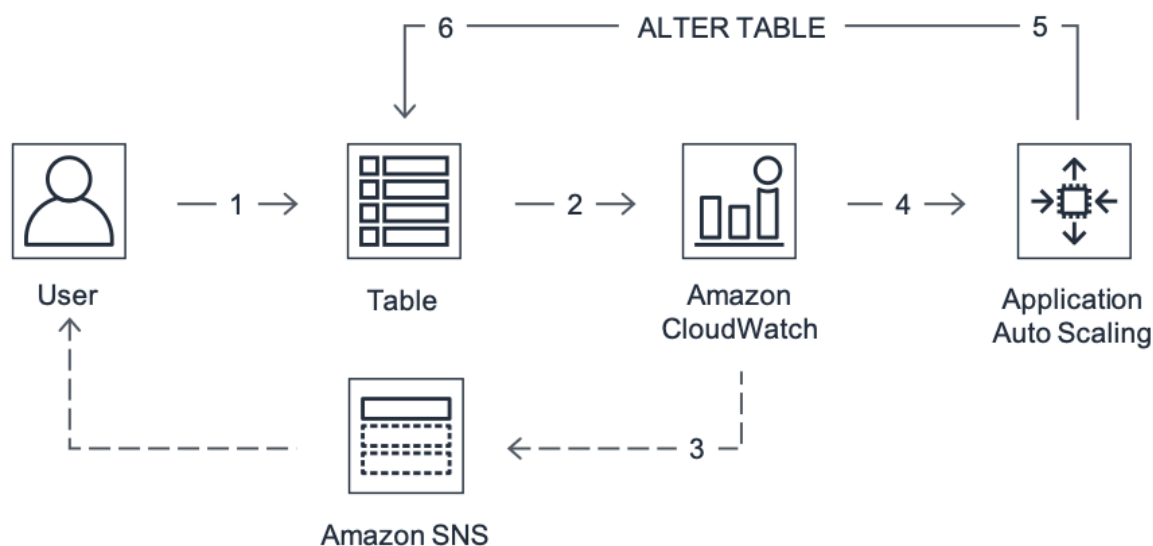 6 ALTER TABLE 5
1 2 4
User
Table
Amazon
CloudWatch
Application
Auto Scaling
3
Amazon SNS